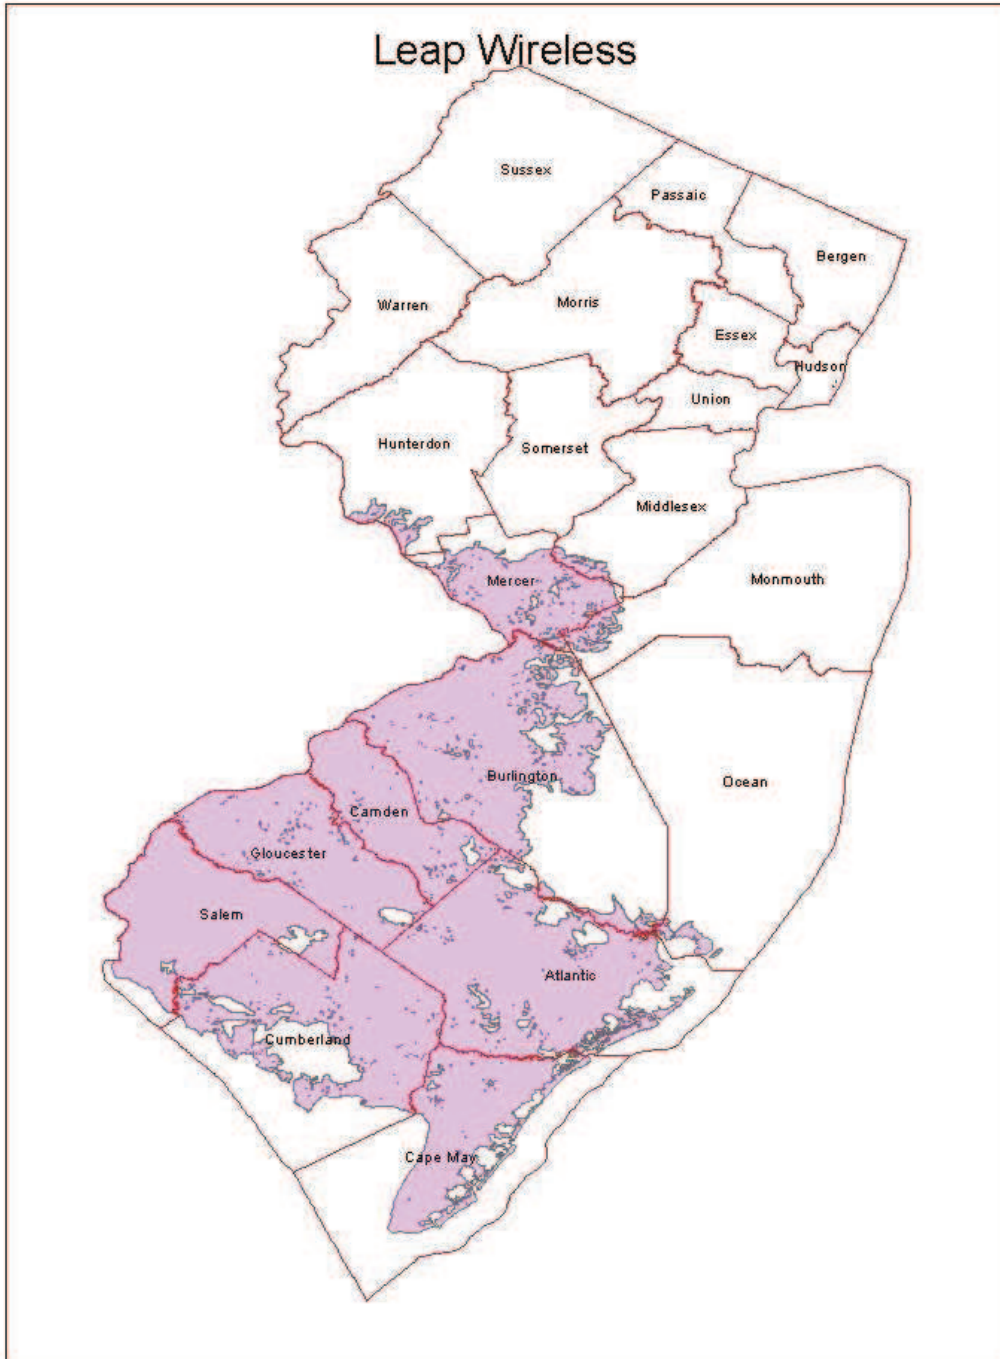 Leap Wireless
Sussex
Passaic
Bergen
Warren
Morris
Essex
Hudson
Union
Hunterdon
Somerset
Middlesex
Mercer
Monmouth
Burlington
Ocean
Camden
Gloucester
Salem
Atlantic
Cumberland
Cape May